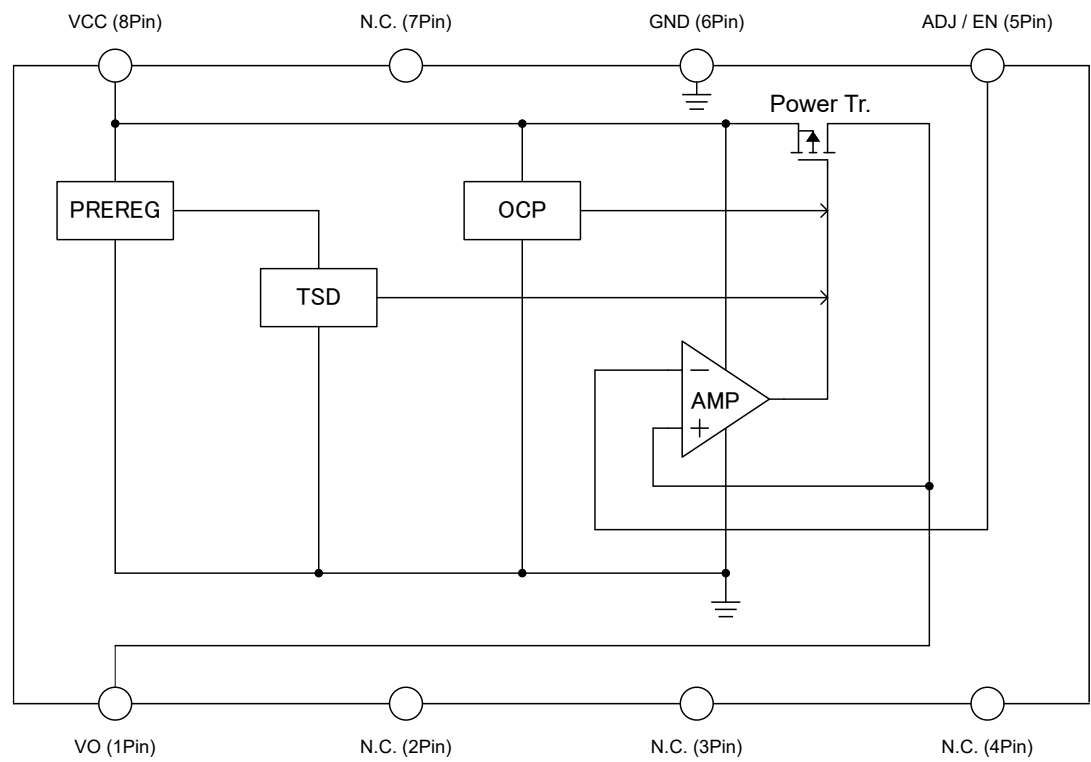 VCC (8Pin)
N.C. (7Pin)
GND (6Pin)
ADJ / EN (5Pin)
Power Tr.
PREREG
OCP
TSD
−
AMP
+
VO (1Pin)
N.C. (2Pin)
N.C. (3Pin)
N.C. (4Pin)